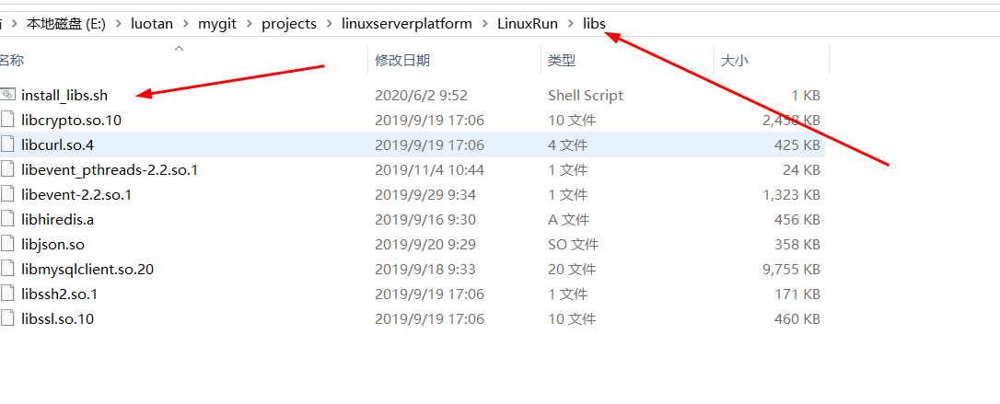 本地磁盘 (E:) > luotan > mygit > projects > linuxserverplatform > LinuxRun > libs
名称 修改日期 类型 大小
install_libs.sh 2020/6/2 9:52 Shell Script 1 KB
libcrypto.so.10 2019/9/19 17:06 10 文件 2,458 KB
libcurl.so.4 2019/9/19 17:06 4 文件 425 KB
libevent_pthreads-2.2.so.1 2019/11/4 10:44 1 文件 24 KB
libevent-2.2.so.1 2019/9/29 9:34 1 文件 1,323 KB
libhiredis.a 2019/9/16 9:30 A 文件 456 KB
libjson.so 2019/9/20 9:29 SO 文件 358 KB
libmysqlclient.so.20 2019/9/18 9:33 20 文件 9,755 KB
libssh2.so.1 2019/9/19 17:06 1 文件 171 KB
libssl.so.10 2019/9/19 17:06 10 文件 460 KB